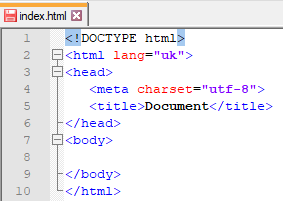 index.html
1 <!DOCTYPE html>
2 <html lang="uk">
3 <head>
4 <meta charset="utf-8">
5 <title>Document</title>
6 </head>
7 <body>
8
9 </body>
10 </html>